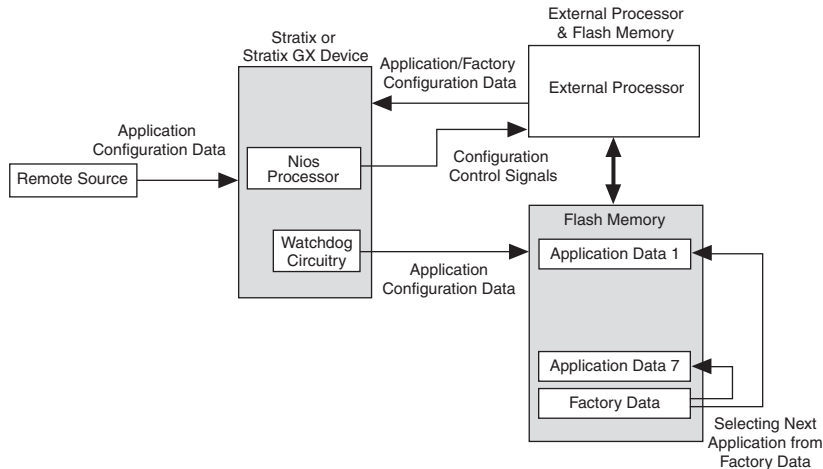 External Processor
& Flash Memory
Stratix or
Stratix GX Device
Application/Factory
Configuration Data
External Processor
Application
Configuration Data
Remote Source
Nios
Processor
Configuration
Control Signals
Flash Memory
Watchdog
Circuitry
Application
Configuration Data
Application Data 1
Application Data 7
Factory Data
Selecting Next
Application from
Factory Data